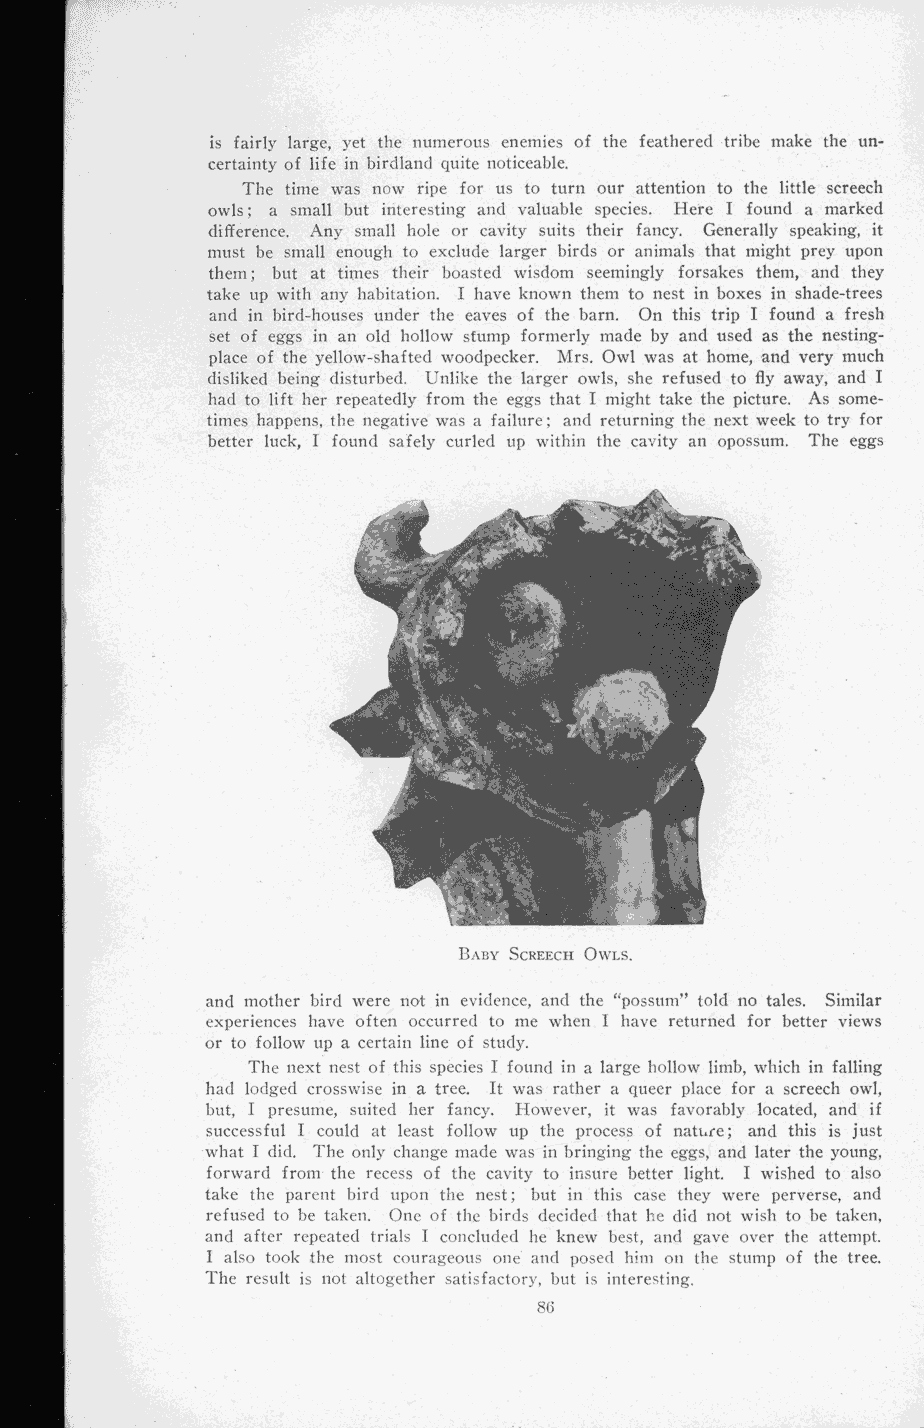 is fairly large, yet the numerous enemies of the feathered tribe make the un-
certainty of life in birdland quite noticeable.
The time was now ripe for us to turn our attention to the little screech
owls; a small but interesting and valuable species. Here I found a marked
difference. Any small hole or cavity suits their fancy. Generally speaking, it
must be small enough to exclude larger birds or animals that might prey upon
them; but at times their boasted wisdom seemingly forsakes them, and they
take up with any habitation. I have known them to nest in boxes in shade-trees
and in bird-houses under the eaves of the barn. On this trip I found a fresh
set of eggs in an old hollow stump formerly made by and used as the nesting-
place of the yellow-shafted woodpecker. Mrs. Owl was at home, and very much
disliked being disturbed. Unlike the larger owls, she refused to fly away, and I
had to lift her repeatedly from the eggs that I might take the picture. As some-
times happens, the negative was a failure; and returning the next week to try for
better luck, I found safely curled up within the cavity an opossum. The eggs
Baby Screech Owls.
and mother bird were not in evidence, and the "possum" told no tales. Similar
experiences have often occurred to me when I have returned for better views
or to follow up a certain line of study.
The next nest of this species I found in a large hollow limb, which in falling
had lodged crosswise in a tree. It was rather a queer place for a screech owl,
but, I presume, suited her fancy. However, it was favorably located, and if
successful I could at least follow up the process of nature; and this is just
what I did. The only change made was in bringing the eggs, and later the young,
forward from the recess of the cavity to insure better light. I wished to also
take the parent bird upon the nest; but in this case they were perverse, and
refused to be taken. One of the birds decided that he did not wish to be taken,
and after repeated trials I concluded he knew best, and gave over the attempt.
I also took the most courageous one and posed him on the stump of the tree.
The result is not altogether satisfactory, but is interesting.
86